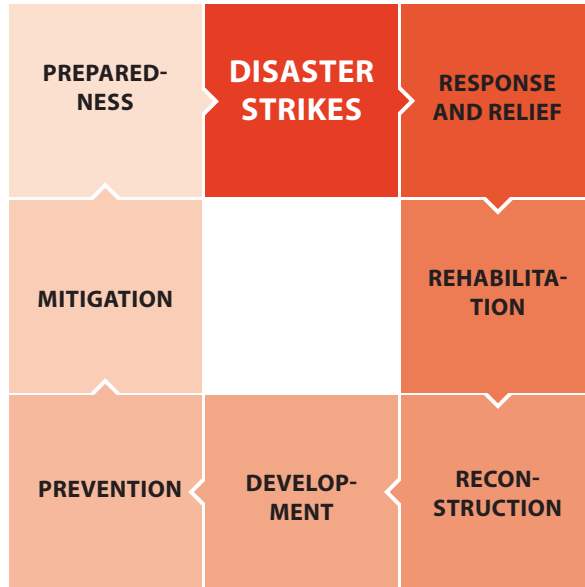 PREPARED-
NESS
DISASTER
STRIKES
RESPONSE
AND RELIEF
MITIGATION
REHABILITA-
TION
PREVENTION
DEVELOP-
MENT
RECON-
STRUCTION